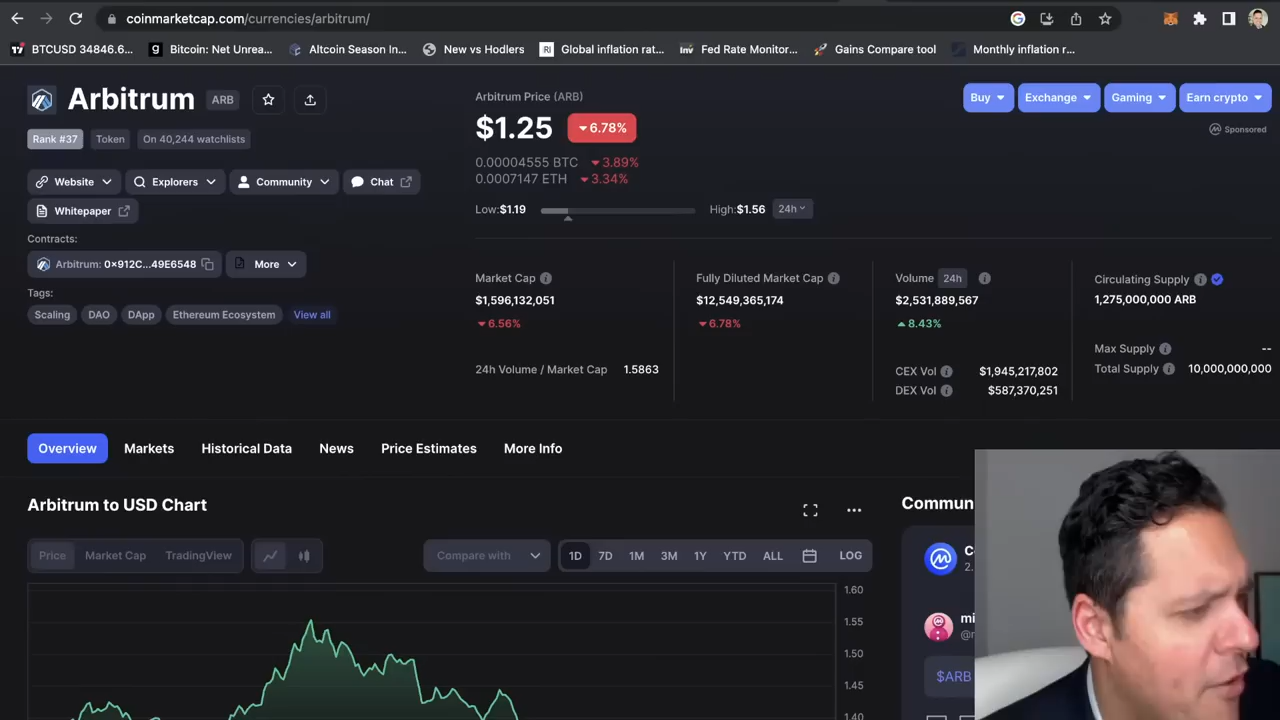 coinmarketcap.com/currencies/arbitrum/
BTCUSD 34846.6...
Bitcoin: Net Unrea...
Altcoin Season In...
New vs Hodlers
Global inflation rat...
Fed Rate Monitor...
Gains Compare tool
Monthly inflation r...
Arbitrum ARB
Rank #37 Token On 40,244 watchlists
Website Explorers Community Chat
Whitepaper
Contracts:
Arbitrum: 0x912C...49E6548 More
Tags:
Scaling DAO DApp Ethereum Ecosystem View all
Arbitrum Price (ARB)
$1.25 6.78%
0.00004555 BTC 3.89%
0.0007147 ETH 3.34%
Low:$1.19 High:$1.56 24h
Buy Exchange Gaming Earn crypto
Sponsored
Market Cap
$1,596,132,051
6.56%
24h Volume / Market Cap 1.5863
Fully Diluted Market Cap
$12,549,365,174
6.78%
Volume 24h
$2,531,889,567
8.43%
CEX Vol $1,945,217,802
DEX Vol $587,370,251
Circulating Supply
1,275,000,000 ARB
Max Supply --
Total Supply 10,000,000,000
Overview Markets Historical Data News Price Estimates More Info
Arbitrum to USD Chart
Price Market Cap TradingView
Compare with
1D 7D 1M 3M 1Y YTD ALL LOG
1.60
1.55
1.50
1.45
1.40
Commun
C
2.
mi
@r
$ARB